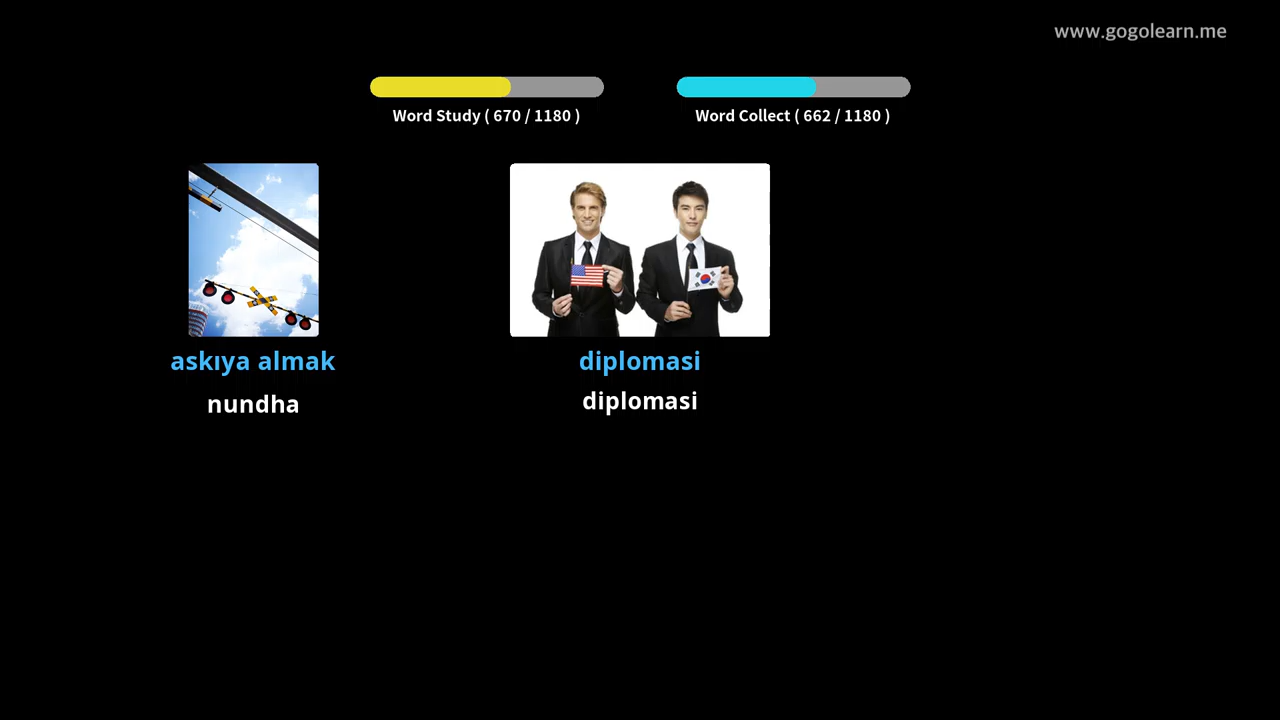 www.gogolearn.me
Word Study ( 670 / 1180 )
Word Collect ( 662 / 1180 )
askıya almak
nundha
diplomasi
diplomasi